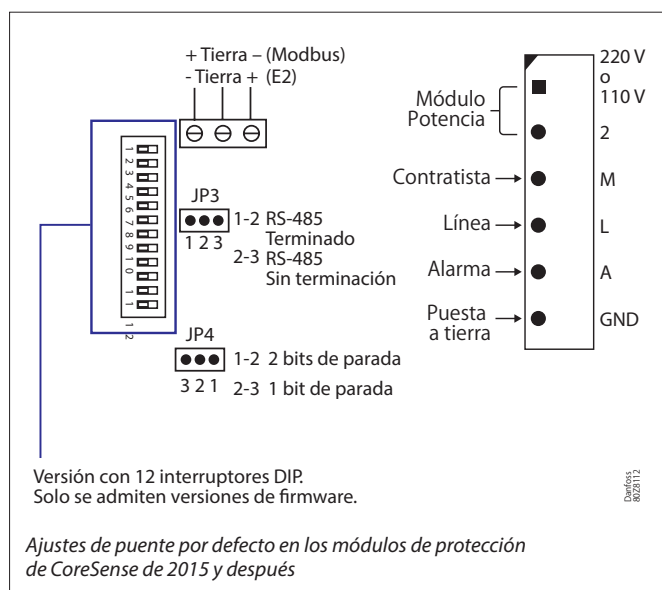 + Tierra – (Modbus)
- Tierra + (E2)
1
2
3
4
5
6
7
8
9
10
11
12
JP3
1 2 3
1-2 RS-485
Terminado
2-3 RS-485
Sin terminación
JP4
3 2 1
1-2 2 bits de parada
2-3 1 bit de parada
220 V
o
110 V
Módulo
Potencia
2
Contratista
M
Línea
L
Alarma
A
Puesta
a tierra
GND
Versión con 12 interruptores DIP.
Solo se admiten versiones de firmware.
Danfoss
80Z8112
Ajustes de puente por defecto en los módulos de protección
de CoreSense de 2015 y después